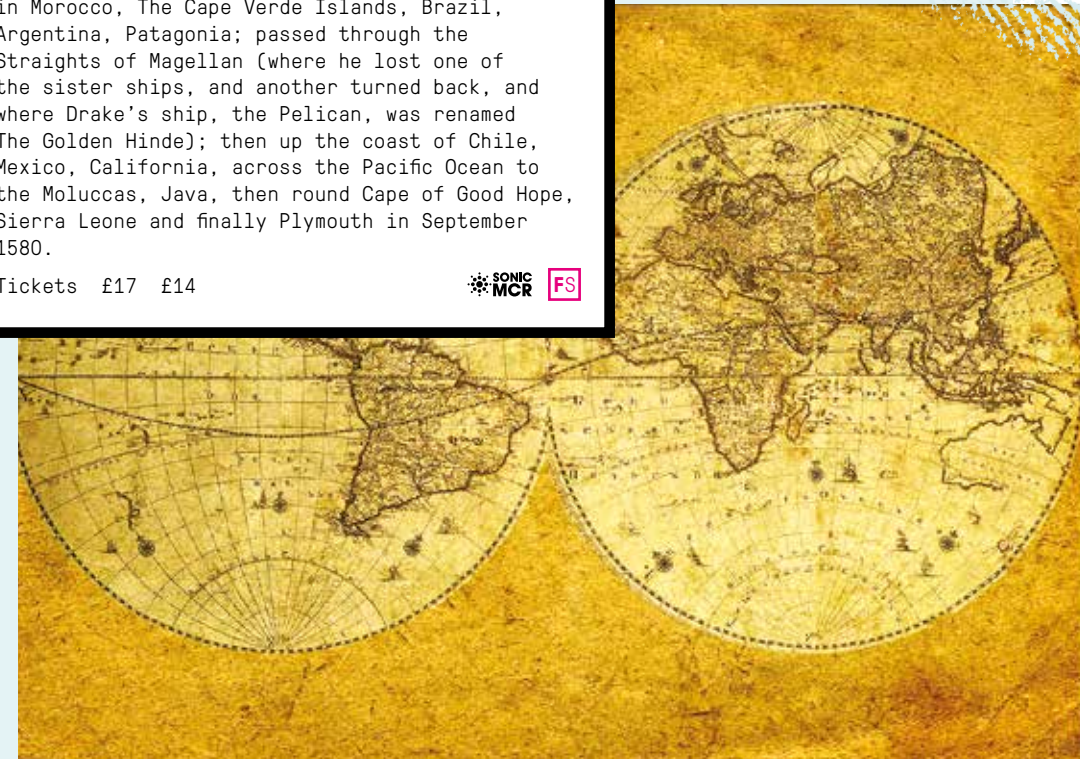 in Morocco, The Cape Verde Islands, Brazil,
Argentina, Patagonia; passed through the
Straights of Magellan (where he lost one of
the sister ships, and another turned back, and
where Drake’s ship, the Pelican, was renamed
The Golden Hinde); then up the coast of Chile,
Mexico, California, across the Pacific Ocean to
the Moluccas, Java, then round Cape of Good Hope,
Sierra Leone and finally Plymouth in September
1580.
Tickets £17 £14
SONIC
MCR
FS